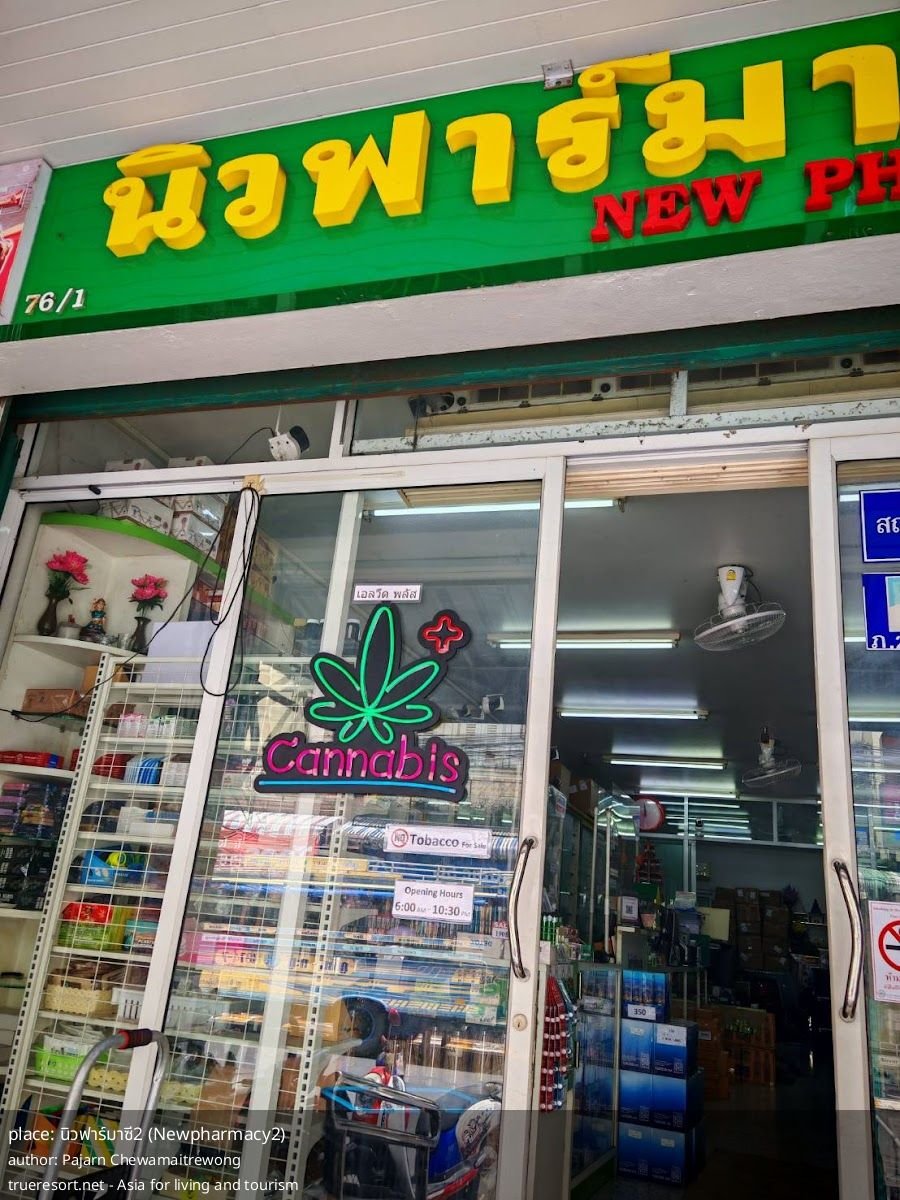 นิวฟาร์มา
NEW PH
76/1
เอลวีด พลัส
Cannabis
NO Tobacco For Sale
Opening Hours
6:00 AM - 10:30 PM
350
place: นิวฟาร์มาซี2 (Newpharmacy2)
author: Pajarn Chewamaitrewong
trueresort.net - Asia for living and tourism